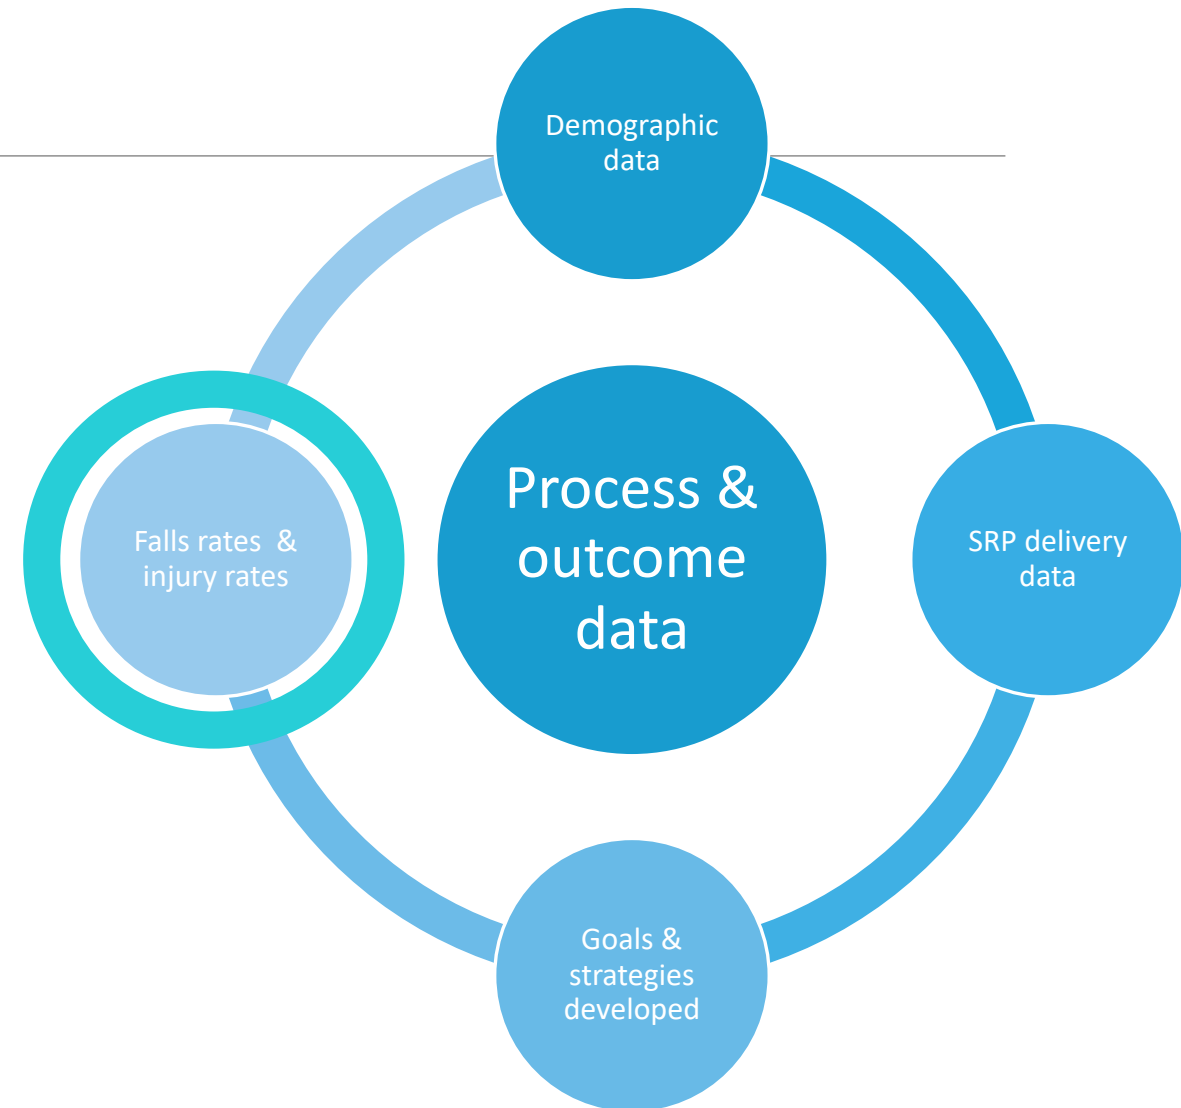 Demographic
data
Process &
outcome
data
Falls rates  &
injury rates
SRP delivery
data
Goals &
strategies
developed